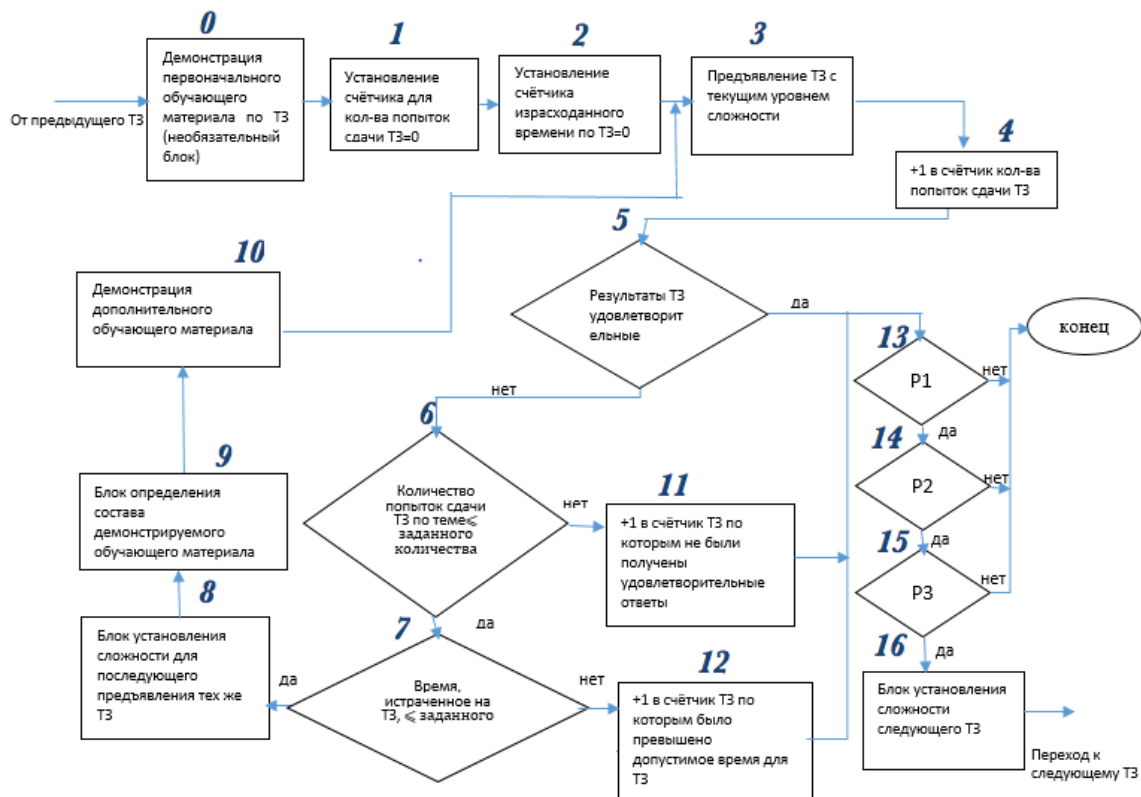 0
Демонстрация
первоначального
обучающего
материала по ТЗ
(необязательный
блок)
От предыдущего ТЗ
1
Установление
счётчика для
кол-ва попыток
сдачи ТЗ=0
2
Установление
счётчика
израсходанного
времени по ТЗ=0
3
Предъявление ТЗ с
текущим уровнем
сложности
4
+1 в счётчик кол-ва
попыток сдачи ТЗ
5
Результаты ТЗ
удовлетворит
ельные
да
нет
10
Демонстрация
дополнительного
обучающего материала
конец
13
Р1
нет
да
14
Р2
нет
да
15
Р3
нет
да
16
Блок установления
сложности
следующего ТЗ
Переход к
следующему ТЗ
6
Количество
попыток сдачи
ТЗ по теме⩽
заданного
количества
нет
да
11
+1 в счётчик ТЗ по
которым не были
получены
удовлетворительные
ответы
9
Блок определения
состава
демонстрируемого
обучающего материала
8
Блок установления
сложности для
последующего
предъявления тех же
ТЗ
да
7
Время,
истраченное на
ТЗ, ⩽ заданного
нет
12
+1 в счётчик ТЗ по
которым было
превышено
допустимое время для
ТЗ